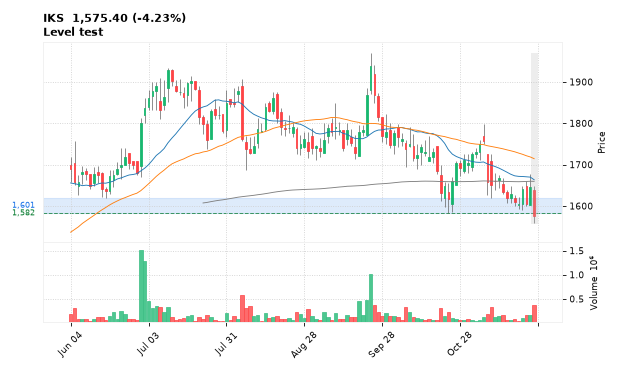 IKS 1,575.40 (-4.23%)
Level test
1900
1800
1700
1600
Price
1,601
1,582
1.5
1.0
0.5
Volume 10⁶
Jun 04
Jul 03
Jul 31
Aug 28
Sep 28
Oct 28